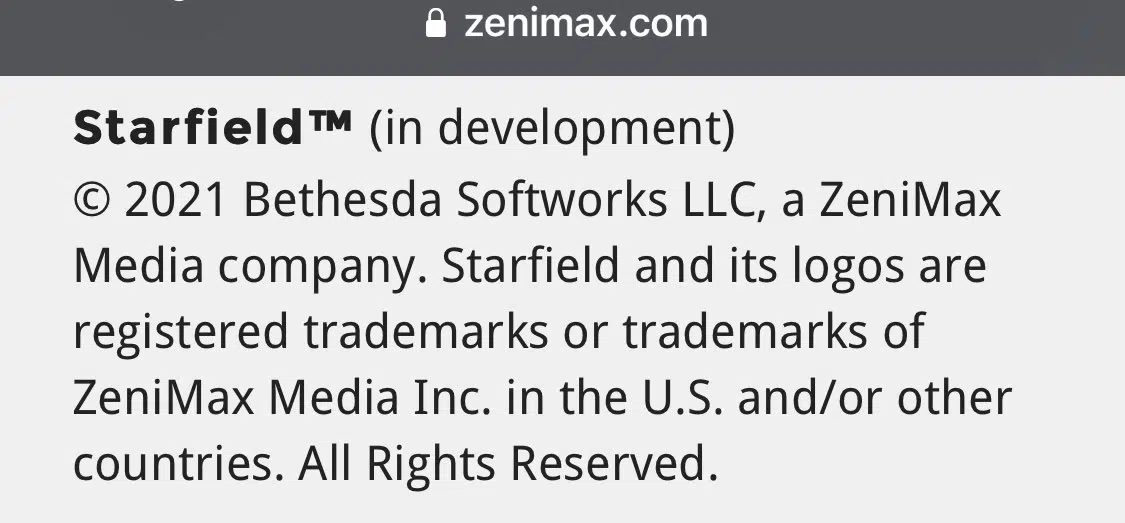 zenimax.com
Starfield™ (in development)
© 2021 Bethesda Softworks LLC, a ZeniMax
Media company. Starfield and its logos are
registered trademarks or trademarks of
ZeniMax Media Inc. in the U.S. and/or other
countries. All Rights Reserved.